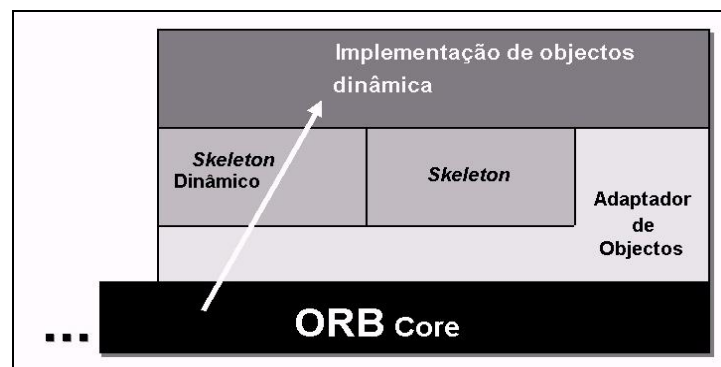 Implementação de objectos
dinâmica
Skeleton
Dinâmico
Skeleton
Adaptador
de
Objectos
... ORB Core